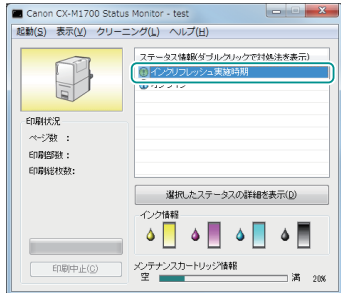 Canon CX-M1700 Status Monitor - test
起動(S) 表示(V) クリーニング(L) ヘルプ(H)
ステータス情報(ダブルクリックで対処法を表示)
インクリフレッシュ実施時期
オンライン
印刷状況
ページ数 :
印刷部数 :
印刷総枚数:
選択したステータスの詳細を表示(D)
インク情報
印刷中止(C)
メンテナンスカートリッジ情報
空 満 20%